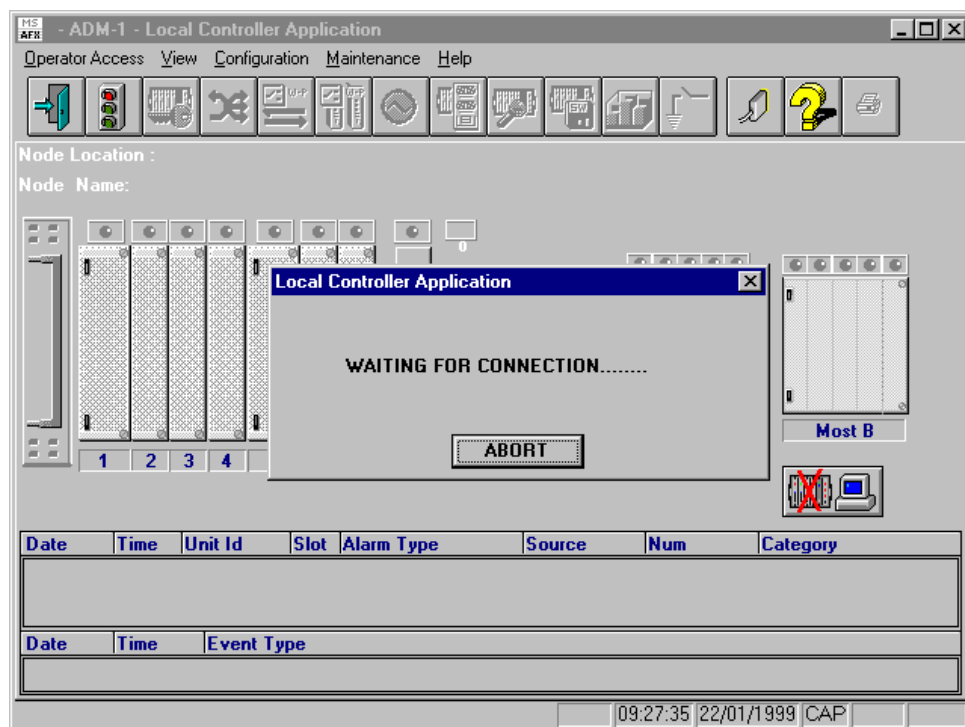 MS
AFX
- ADM-1 - Local Controller Application
Operator Access View Configuration Maintenance Help
W+P
W+P
SW
Node Location :
Node Name:
0
Local Controller Application
WAITING FOR CONNECTION........
ABORT
Most B
1 2 3 4
Date Time Unit Id Slot Alarm Type Source Num Category
Date Time Event Type
09:27:35 22/01/1999 CAP